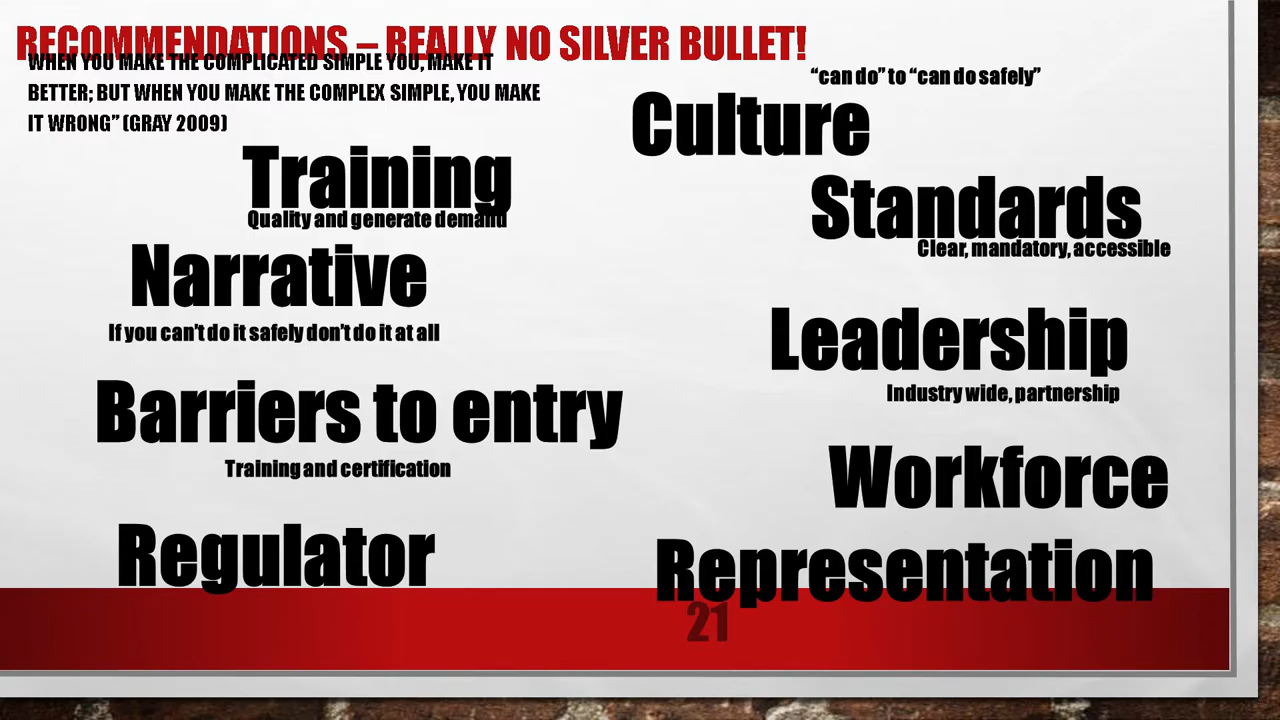 RECOMMENDATIONS – REALLY NO SILVER BULLET!
WHEN YOU MAKE THE COMPLICATED SIMPLE YOU, MAKE IT
BETTER; BUT WHEN YOU MAKE THE COMPLEX SIMPLE, YOU MAKE
IT WRONG” (GRAY 2009)
Training
Quality and generate demand
Narrative
If you can’t do it safely don’t do it at all
Barriers to entry
Training and certification
Regulator
“can do” to “can do safely”
Culture
Standards
Clear, mandatory, accessible
Leadership
Industry wide, partnership
Workforce
Representation
21